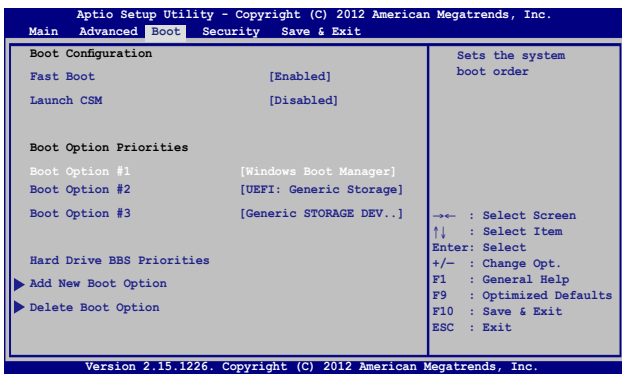 Aptio Setup Utility - Copyright (C) 2012 American Megatrends, Inc.
Main Advanced Boot Security Save & Exit
Boot Configuration
Fast Boot [Enabled]
Launch CSM [Disabled]
Boot Option Priorities
Boot Option #1 [Windows Boot Manager]
Boot Option #2 [UEFI: Generic Storage]
Boot Option #3 [Generic STORAGE DEV..]
Hard Drive BBS Priorities
Add New Boot Option
Delete Boot Option
Sets the system
boot order
→← : Select Screen
↑↓ : Select Item
Enter: Select
+/— : Change Opt.
F1 : General Help
F9 : Optimized Defaults
F10 : Save & Exit
ESC : Exit
Version 2.15.1226. Copyright (C) 2012 American Megatrends, Inc.